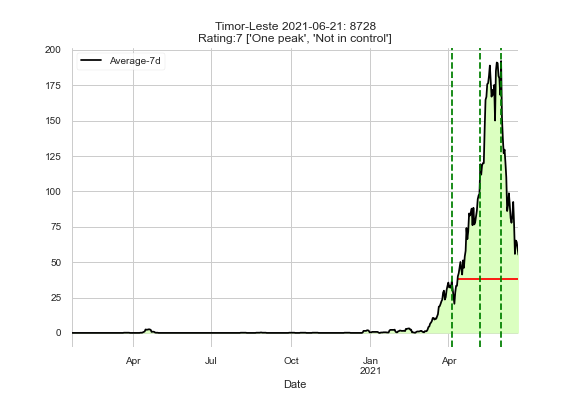 Timor-Leste 2021-06-21: 8728
Rating:7 ['One peak', 'Not in control']
200
Average-7d
175
150
125
100
75
50
25
0
Apr Jul Oct Jan Apr
2021
Date